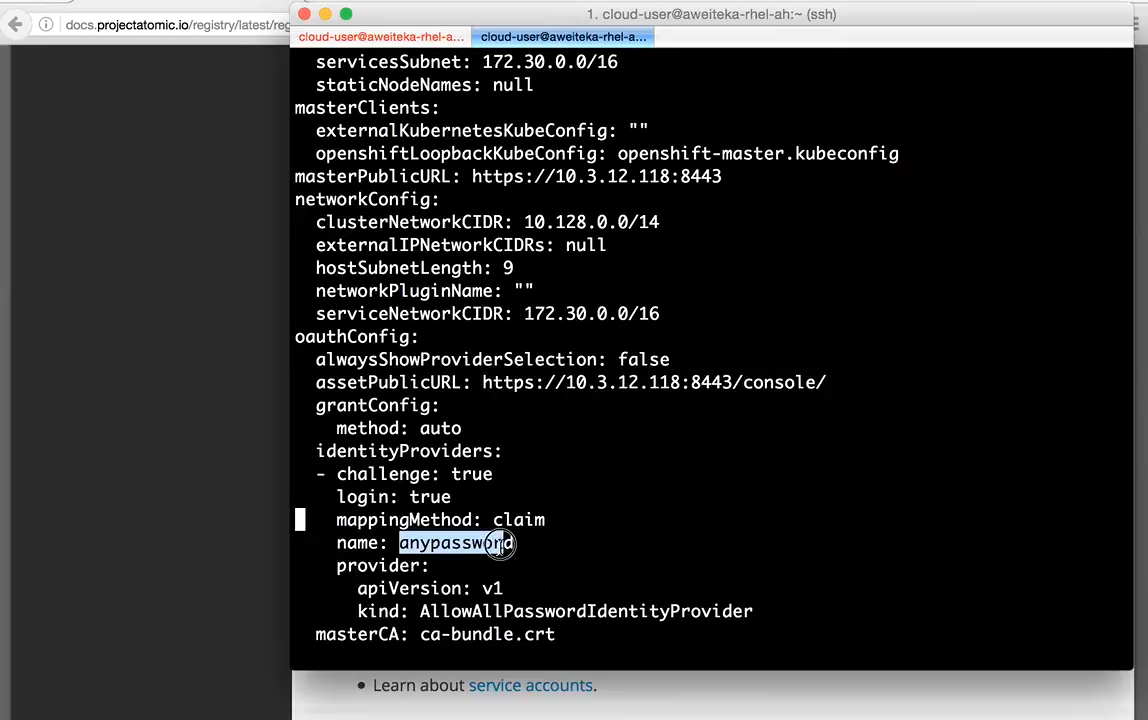 1. cloud-user@aweiteka-rhel-ah:~ (ssh)
docs.projectatomic.io/registry/latest/reg
cloud-user@aweiteka-rhel-a... cloud-user@aweiteka-rhel-a...
servicesSubnet: 172.30.0.0/16
staticNodeNames: null
masterClients:
externalKubernetesKubeConfig: ""
openshiftLoopbackKubeConfig: openshift-master.kubeconfig
masterPublicURL: https://10.3.12.118:8443
networkConfig:
clusterNetworkCIDR: 10.128.0.0/14
externalIPNetworkCIDRs: null
hostSubnetLength: 9
networkPluginName: ""
serviceNetworkCIDR: 172.30.0.0/16
oauthConfig:
alwaysShowProviderSelection: false
assetPublicURL: https://10.3.12.118:8443/console/
grantConfig:
method: auto
identityProviders:
- challenge: true
login: true
mappingMethod: claim
name: anypassword
provider:
apiVersion: v1
kind: AllowAllPasswordIdentityProvider
masterCA: ca-bundle.crt
• Learn about service accounts.